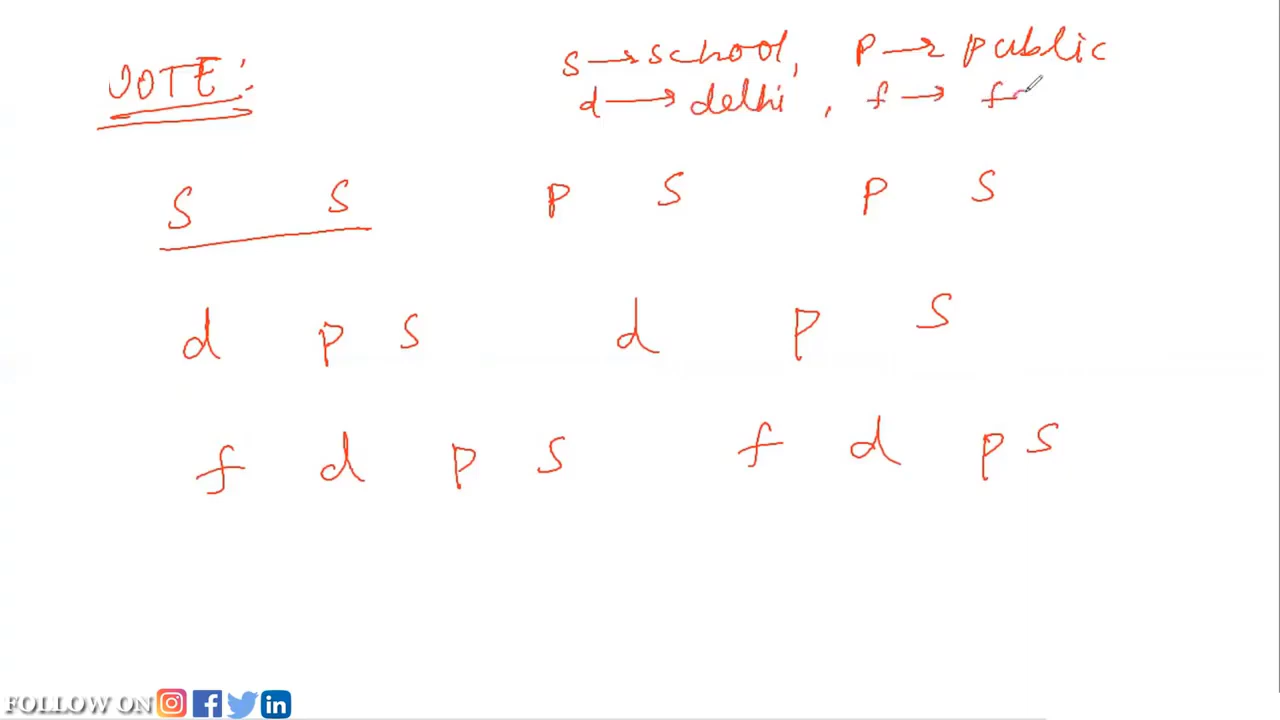 NOTE:
s → school, p → public
d → delhi, f → f
S S p S p S
d p s d p s
f d p s f d p s
FOLLOW ON